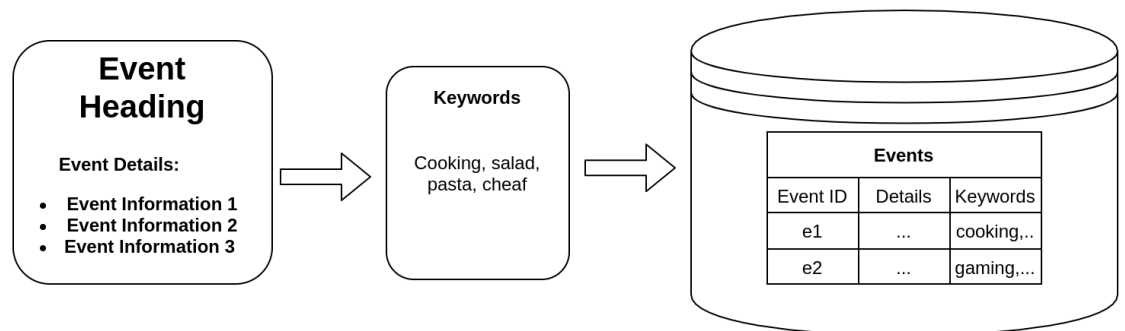 Event
Heading
Event Details:
• Event Information 1
• Event Information 2
• Event Information 3
Keywords
Cooking, salad,
pasta, cheaf
Events
Event ID Details Keywords
e1 ... cooking,..
e2 ... gaming,...